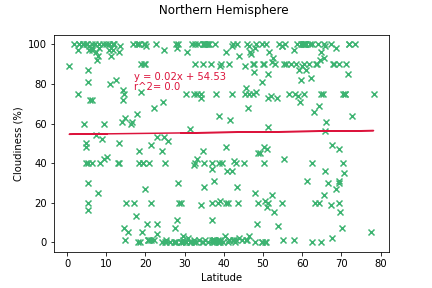 Northern Hemisphere
100
80
60
40
20
0
Cloudiness (%)
y = 0.02x + 54.53
r^2= 0.0
0 10 20 30 40 50 60 70 80
Latitude